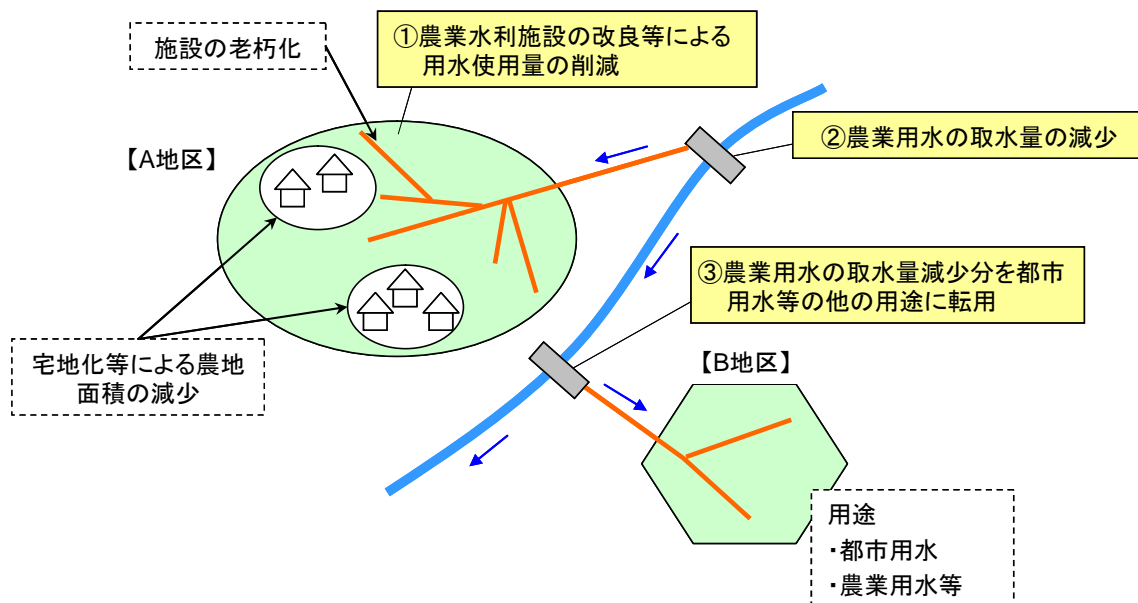 施設の老朽化
①農業水利施設の改良等による
用水使用量の削減
【A地区】
②農業用水の取水量の減少
③農業用水の取水量減少分を都市
用水等の他の用途に転用
宅地化等による農地
面積の減少
【B地区】
用途
・都市用水
・農業用水等